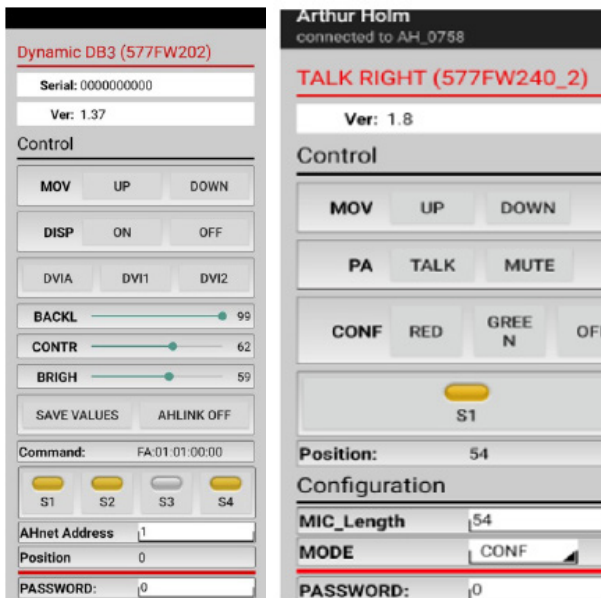 Dynamic DB3 (577FW202)
Serial: 0000000000
Ver: 1.37
Control
MOV UP DOWN
DISP ON OFF
DVIA DVI1 DVI2
BACKL 99
CONTR 62
BRIGH 59
SAVE VALUES AHLINK OFF
Command: FA:01:01:00:00
S1 S2 S3 S4
AHnet Address 1
Position 0
PASSWORD: 0
Arthur Holm
connected to AH_0758
TALK RIGHT (577FW240_2)
Ver: 1.8
Control
MOV UP DOWN
PA TALK MUTE
CONF RED GREE
N
S1
Position: 54
Configuration
MIC_Length 54
MODE CONF
PASSWORD: 0